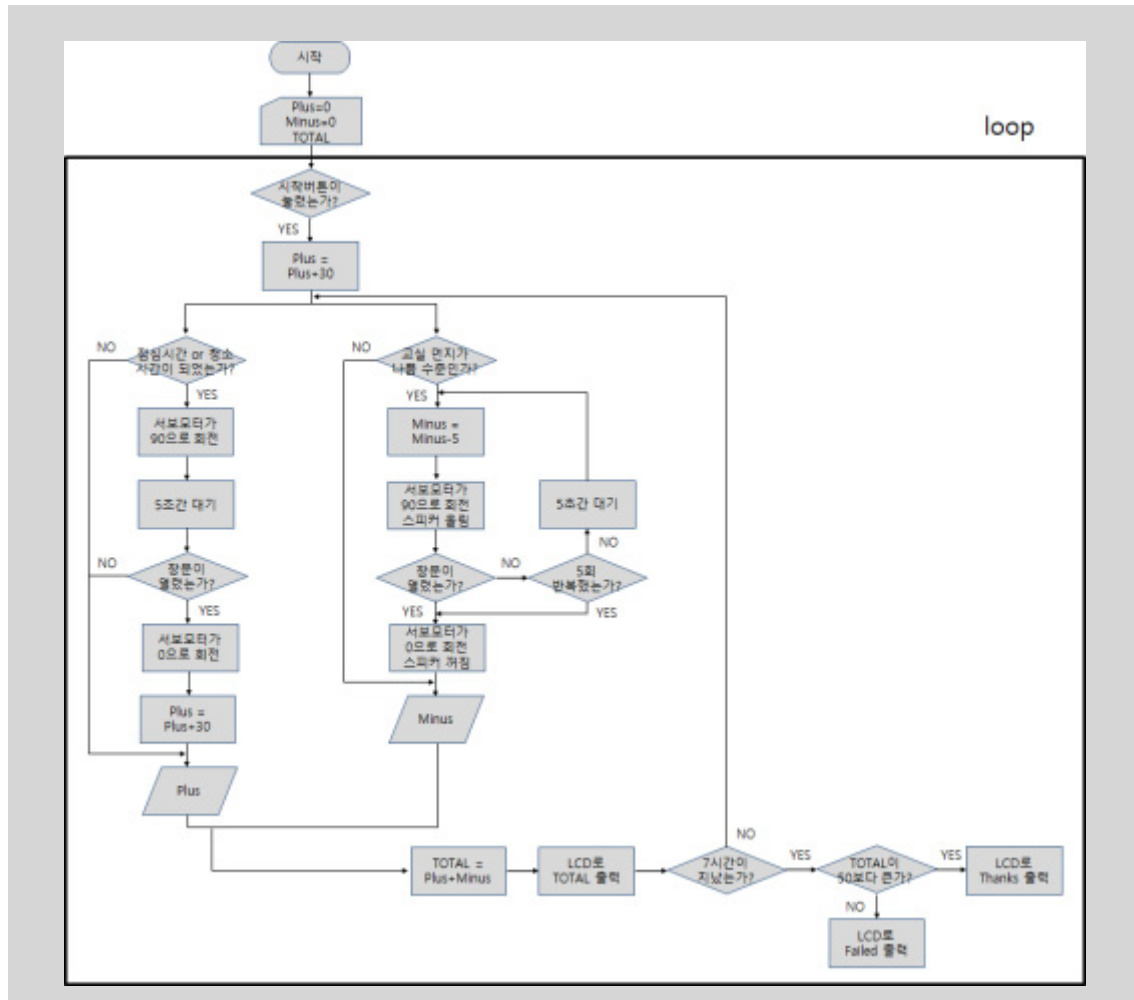 시작
Plus=0
Minus=0
TOTAL
loop
시작버튼이
눌렸는가?
YES
Plus =
Plus+30
NO
점심시간 or 청소
시간이 되었는가?
YES
서보모터가
90으로 회전
5초간 대기
NO
창문이
열렸는가?
YES
서보모터가
0으로 회전
Plus =
Plus+30
Plus
NO
교실 먼지가
나쁨 수준인가?
YES
Minus =
Minus-5
서보모터가
90으로 회전
스피커 울림
창문이
열렸는가?
NO
5회
반복했는가?
NO
5초간 대기
YES
YES
서보모터가
0으로 회전
스피커 꺼짐
Minus
TOTAL =
Plus+Minus
LCD로
TOTAL 출력
7시간이
지났는가?
NO
YES
TOTAL이
50보다 큰가?
YES
LCD로
Thanks 출력
NO
LCD로
Failed 출력